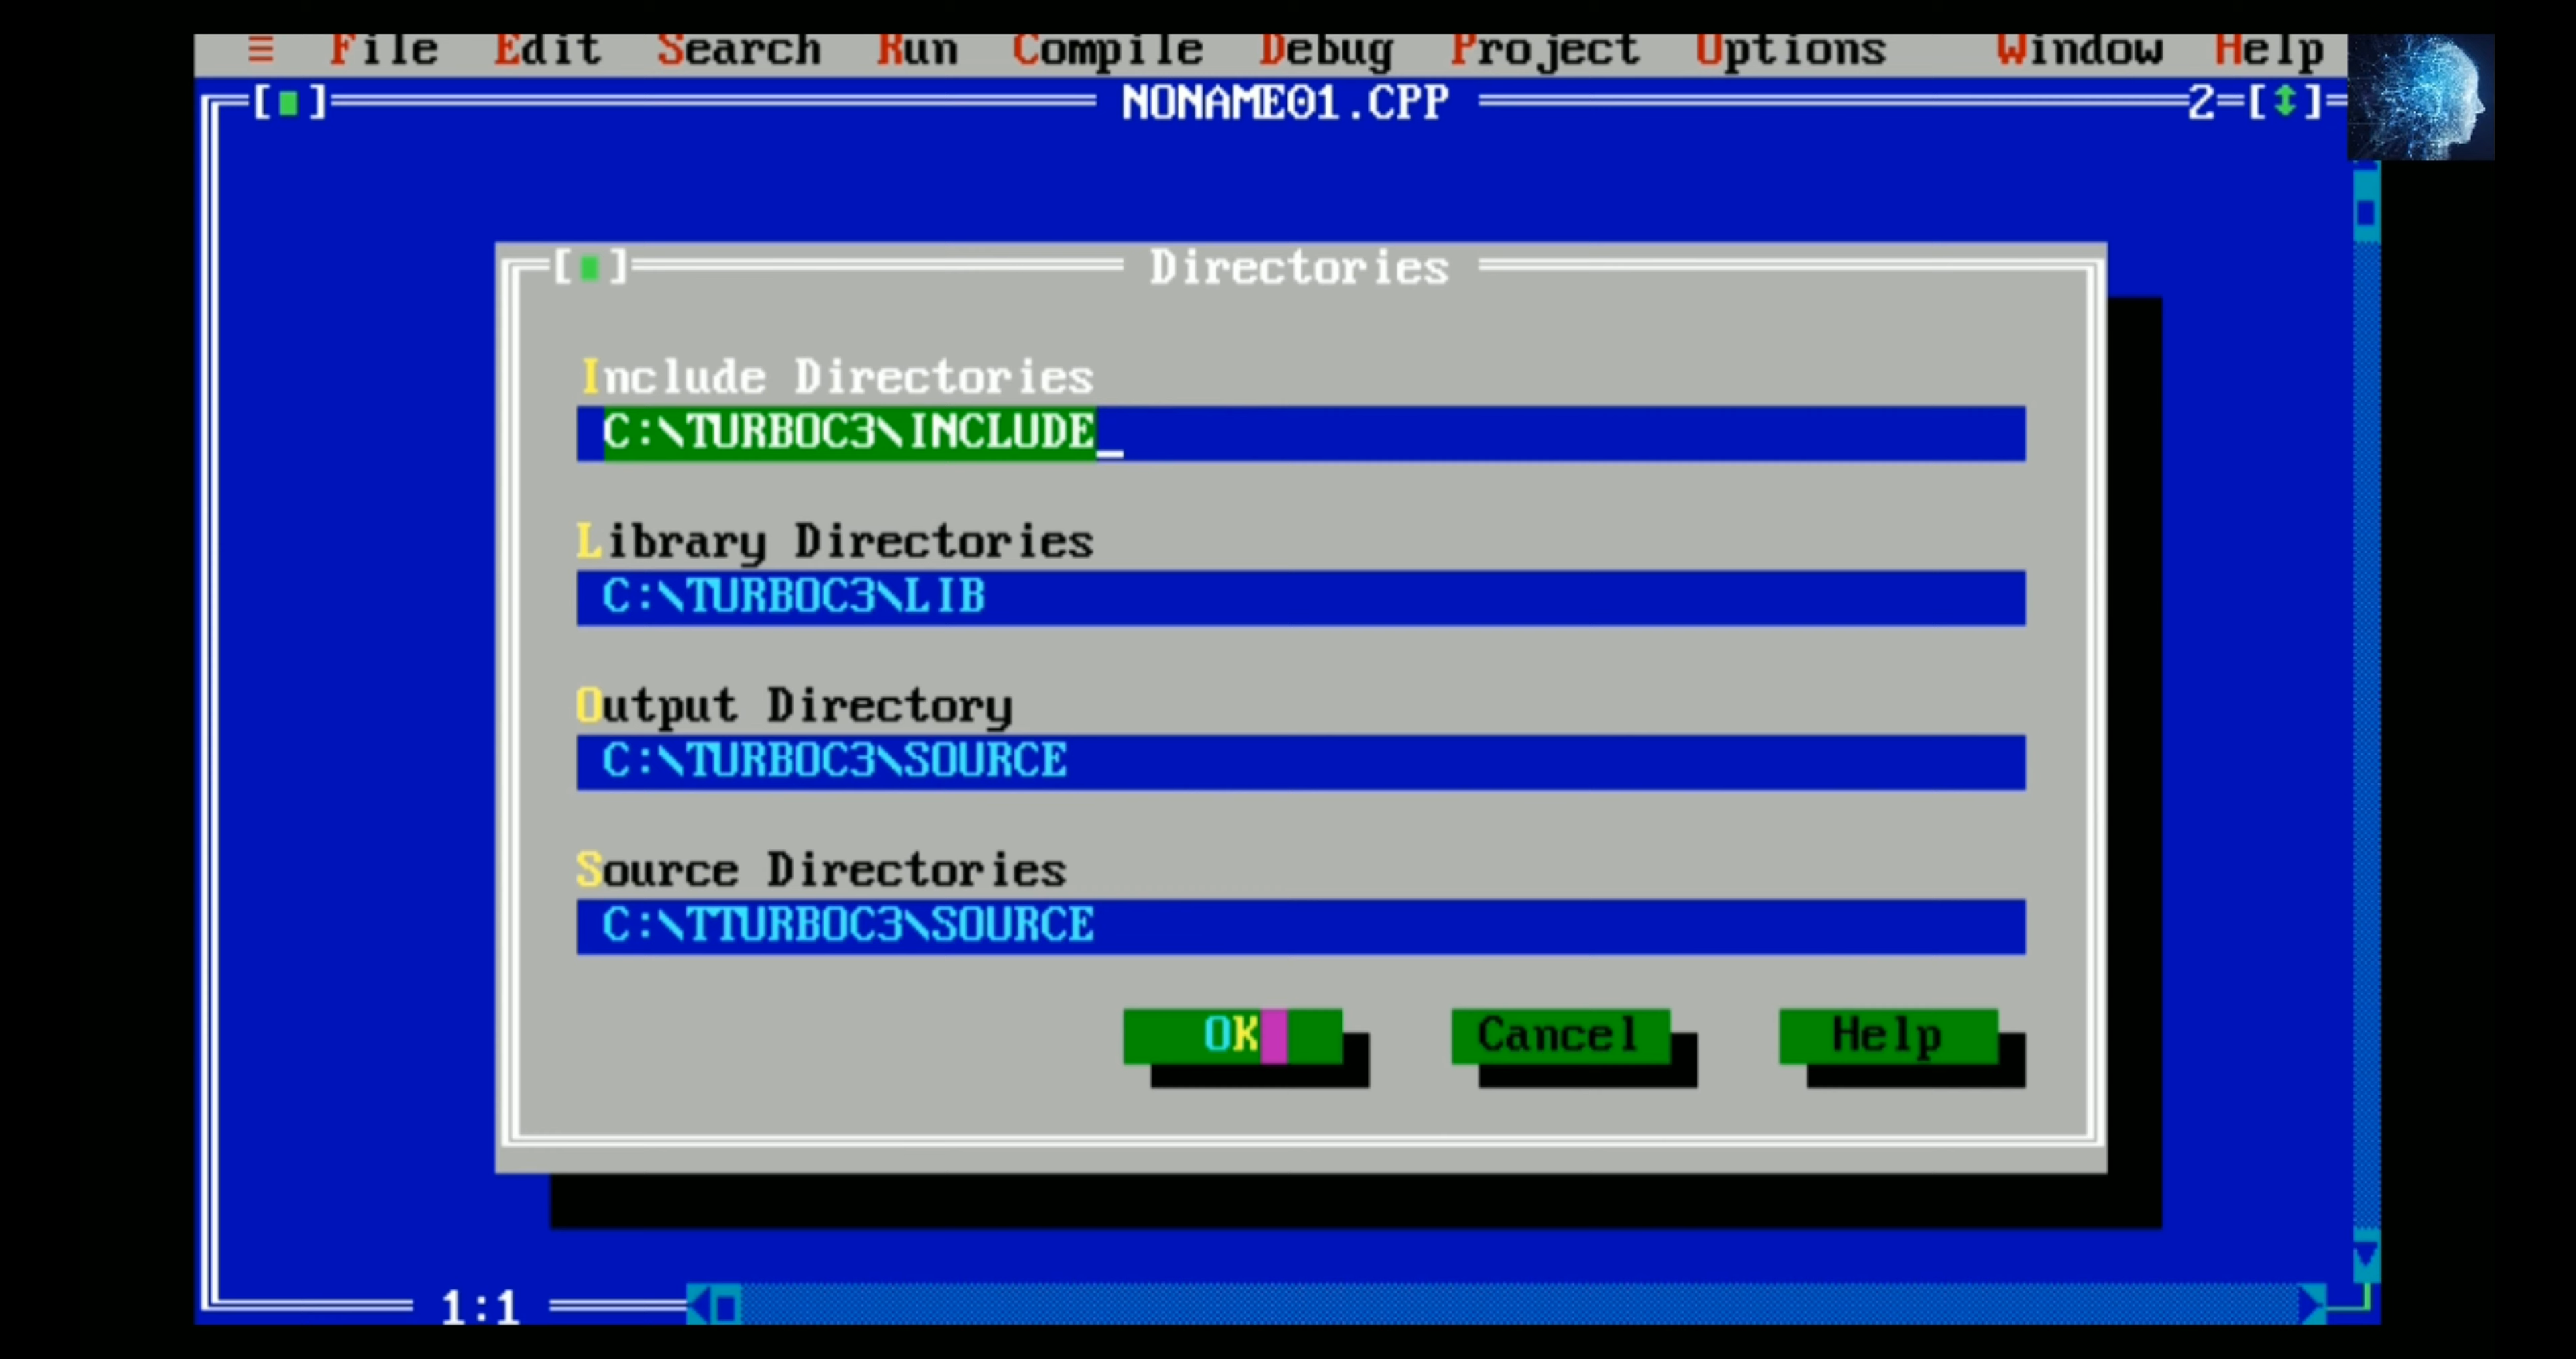 ≡ File Edit Search Run Compile Debug Project Options Window Help
[■] NONAME01.CPP 2=[↕]
[■] Directories
Include Directories
C:\TURBOC3\INCLUDE_
Library Directories
C:\TURBOC3\LIB
Output Directory
C:\TURBOC3\SOURCE
Source Directories
C:\TTURBOC3\SOURCE
OK Cancel Help
1:1